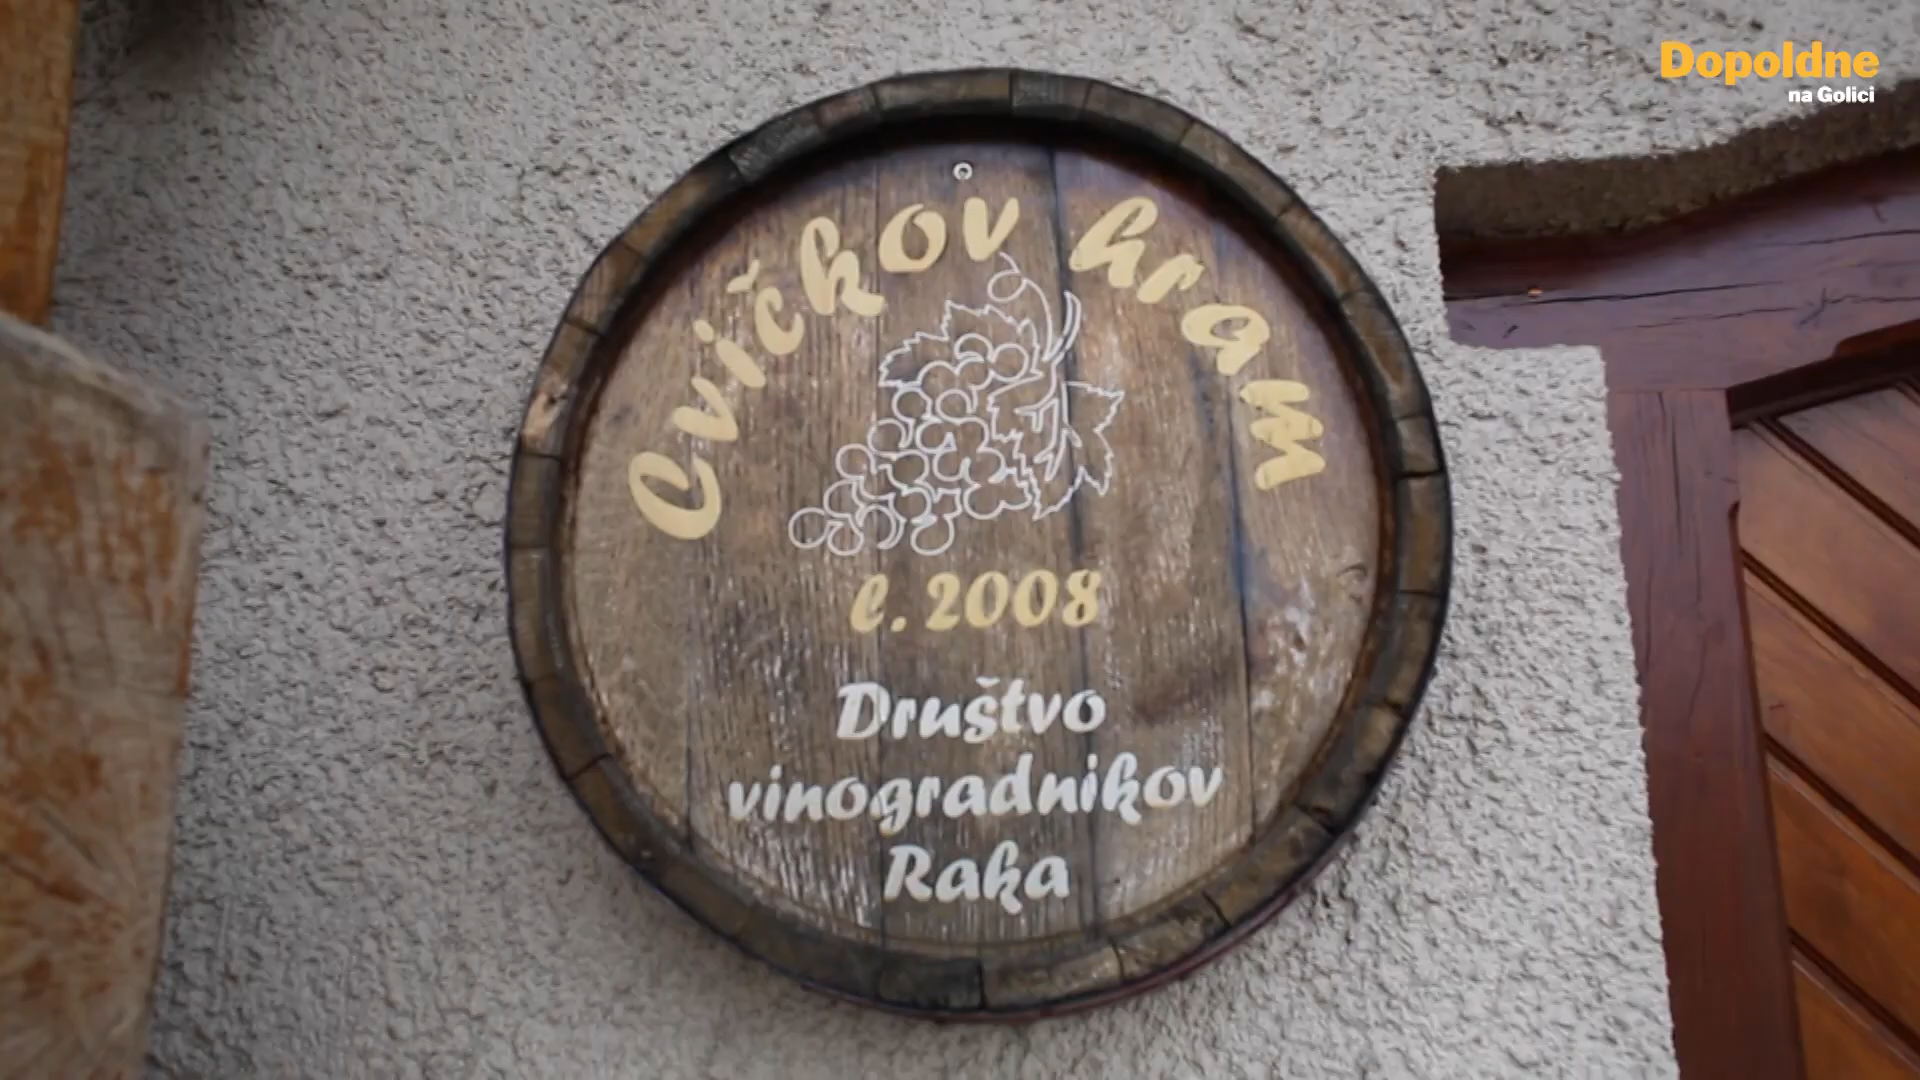 Dopoldne
na Golici
Cvičkov hram
l. 2008
Društvo
vinogradnikov
Raka